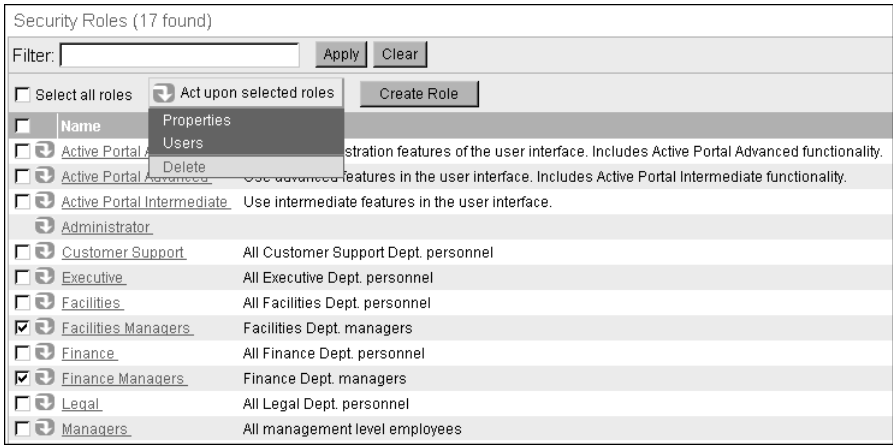 Security Roles (17 found)
Filter: Apply Clear
Select all roles Act upon selected roles Create Role
Properties
Name
Users
Active Portal stration features of the user interface. Includes Active Portal Advanced functionality.
Delete
Active Portal Advanced Use advanced features in the user interface. Includes Active Portal Intermediate functionality.
Active Portal Intermediate Use intermediate features in the user interface.
Administrator
Customer Support All Customer Support Dept. personnel
Executive All Executive Dept. personnel
Facilities All Facilities Dept. personnel
Facilities Managers Facilities Dept. managers
Finance All Finance Dept. personnel
Finance Managers Finance Dept. managers
Legal All Legal Dept. personnel
Managers All management level employees